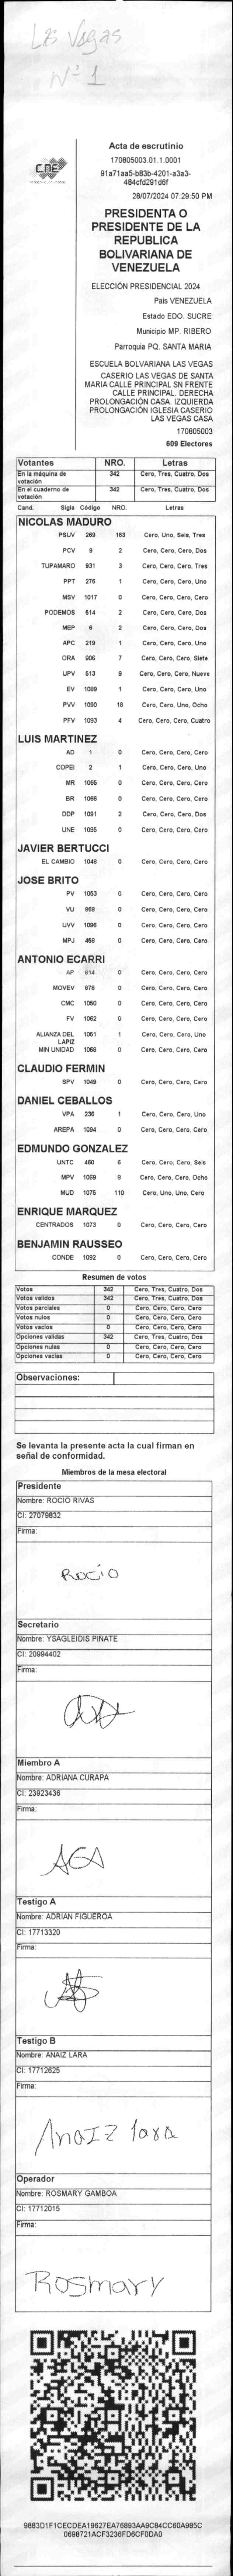 Las Vegas
Nº 1
CNE
Acta de escrutinio
170805003.01.1.0001
91a71aa5-b83b-4201-a3a3-
484cfd291d6f
28/07/2024 07:29:50 PM
PRESIDENTA O
PRESIDENTE DE LA
REPUBLICA
BOLIVARIANA DE
VENEZUELA
ELECCIÓN PRESIDENCIAL 2024
Pais VENEZUELA
Estado EDO. SUCRE
Municipio MP. RIBERO
Parroquia PQ. SANTA MARIA
ESCUELA BOLVARIANA LAS VEGAS
CASERIO LAS VEGAS DE SANTA
MARIA CALLE PRINCIPAL SN FRENTE
CALLE PRINCIPAL. DERECHA
PROLONGACIÓN CASA. IZQUIERDA
PROLONGACIÓN IGLESIA CASERIO
LAS VEGAS CASA
170805003
609 Electores
Votantes NRO. Letras
En la máquina de votación 342 Cero, Tres, Cuatro, Dos
En el cuaderno de votación 342 Cero, Tres, Cuatro, Dos
Cand. Sigla Código NRO. Letras
NICOLAS MADURO
PSUV 269 163 Cero, Uno, Seis, Tres
PCV 9 2 Cero, Cero, Cero, Dos
TUPAMARO 931 3 Cero, Cero, Cero, Tres
PPT 276 1 Cero, Cero, Cero, Uno
MSV 1017 0 Cero, Cero, Cero, Cero
PODEMOS 614 2 Cero, Cero, Cero, Dos
MEP 6 2 Cero, Cero, Cero, Dos
APC 219 1 Cero, Cero, Cero, Uno
ORA 906 7 Cero, Cero, Cero, Siete
UPV 513 9 Cero, Cero, Cero, Nueve
EV 1089 1 Cero, Cero, Cero, Uno
PVV 1090 18 Cero, Cero, Uno, Ocho
PFV 1093 4 Cero, Cero, Cero, Cuatro
LUIS MARTINEZ
AD 1 0 Cero, Cero, Cero, Cero
COPEI 2 1 Cero, Cero, Cero, Uno
MR 1065 0 Cero, Cero, Cero, Cero
BR 1066 0 Cero, Cero, Cero, Cero
DDP 1091 2 Cero, Cero, Cero, Dos
UNE 1095 0 Cero, Cero, Cero, Cero
JAVIER BERTUCCI
EL CAMBIO 1048 0 Cero, Cero, Cero, Cero
JOSE BRITO
PV 1053 0 Cero, Cero, Cero, Cero
VU 868 0 Cero, Cero, Cero, Cero
UVV 1096 0 Cero, Cero, Cero, Cero
MPJ 458 0 Cero, Cero, Cero, Cero
ANTONIO ECARRI
AP 814 0 Cero, Cero, Cero, Cero
MOVEV 878 0 Cero, Cero, Cero, Cero
CMC 1050 0 Cero, Cero, Cero, Cero
FV 1062 0 Cero, Cero, Cero, Cero
ALIANZA DEL LAPIZ 1051 1 Cero, Cero, Cero, Uno
MIN UNIDAD 1068 0 Cero, Cero, Cero, Cero
CLAUDIO FERMIN
SPV 1049 0 Cero, Cero, Cero, Cero
DANIEL CEBALLOS
VPA 236 1 Cero, Cero, Cero, Uno
AREPA 1094 0 Cero, Cero, Cero, Cero
EDMUNDO GONZALEZ
UNTC 460 6 Cero, Cero, Cero, Seis
MPV 1069 8 Cero, Cero, Cero, Ocho
MUD 1075 110 Cero, Uno, Uno, Cero
ENRIQUE MARQUEZ
CENTRADOS 1073 0 Cero, Cero, Cero, Cero
BENJAMIN RAUSSEO
CONDE 1092 0 Cero, Cero, Cero, Cero
Resumen de votos
Votos 342 Cero, Tres, Cuatro, Dos
Votos validos 342 Cero, Tres, Cuatro, Dos
Votos parciales 0 Cero, Cero, Cero, Cero
Votos nulos 0 Cero, Cero, Cero, Cero
Votos vacios 0 Cero, Cero, Cero, Cero
Opciones validas 342 Cero, Tres, Cuatro, Dos
Opciones nulas 0 Cero, Cero, Cero, Cero
Opciones vacias 0 Cero, Cero, Cero, Cero
Observaciones:
Se levanta la presente acta la cual firman en
señal de conformidad.
Miembros de la mesa electoral
Presidente
Nombre: ROCIO RIVAS
CI: 27079832
Firma:
Rocio
Secretario
Nombre: YSAGLEIDIS PIÑATE
CI: 20994402
Firma:
Miembro A
Nombre: ADRIANA CURAPA
CI: 23923436
Firma:
AGA
Testigo A
Nombre: ADRIAN FIGUEROA
CI: 17713320
Firma:
Testigo B
Nombre: ANAIZ LARA
CI: 17712625
Firma:
Anaiz lara
Operador
Nombre: ROSMARY GAMBOA
CI: 17712015
Firma:
Rosmary
9883D1F1CECDEA19627EA76893AA9C84CC60A985C
0698721ACF3236FD6CF0DA0